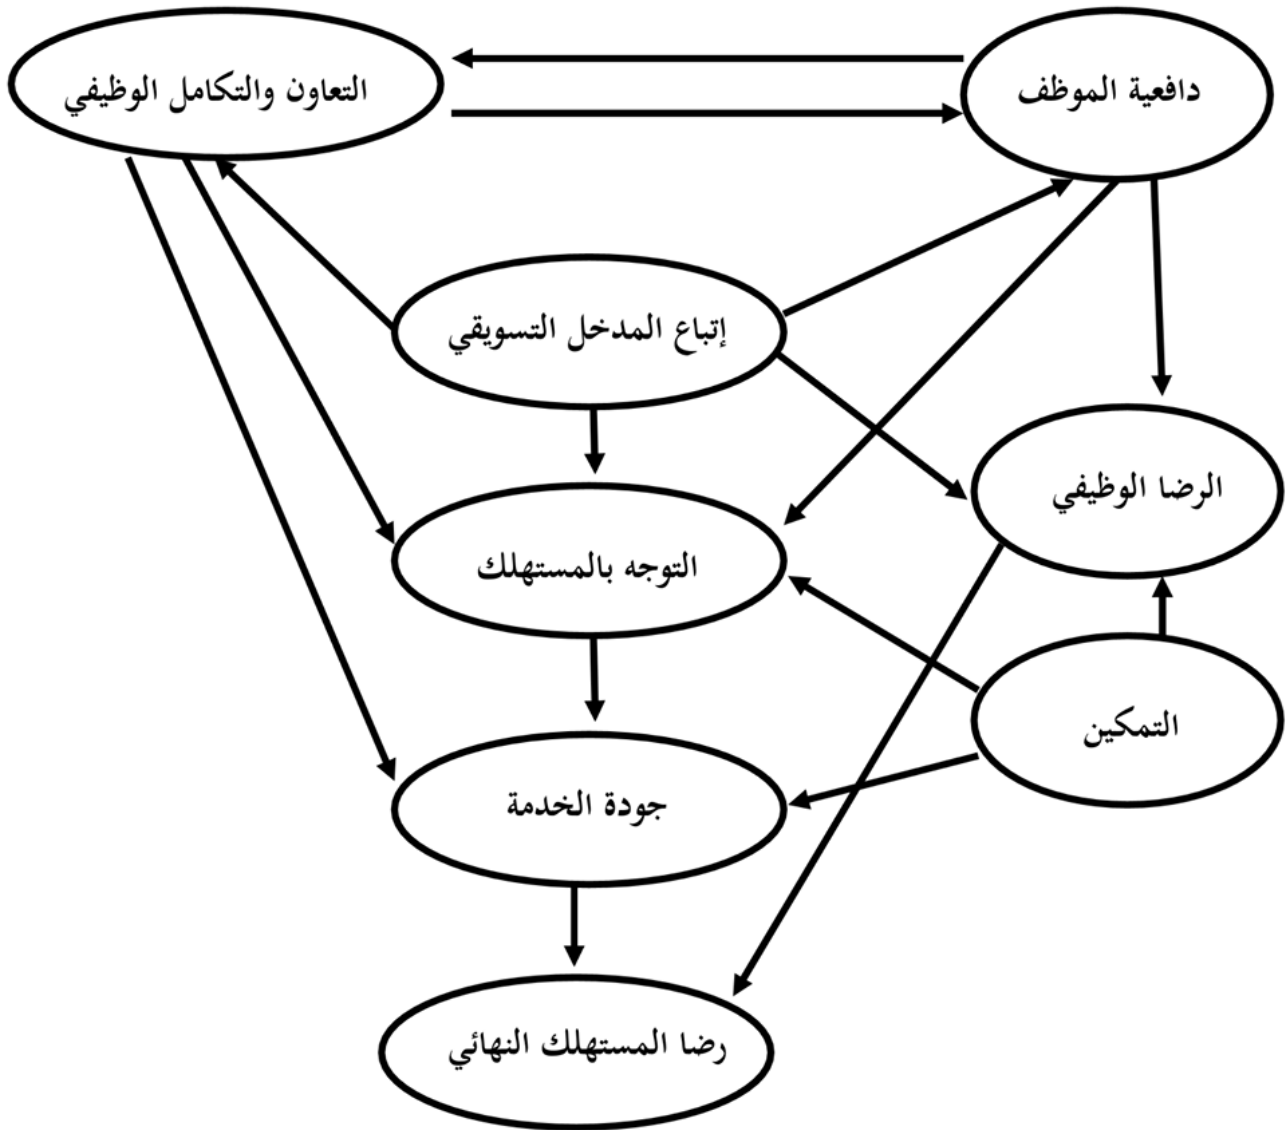 دافعية الموظف
التعاون والتكامل الوظيفي
إتباع المدخل التسويقي
الرضا الوظيفي
التوجه بالمستهلك
التمكين
جودة الخدمة
رضا المستهلك النهائي